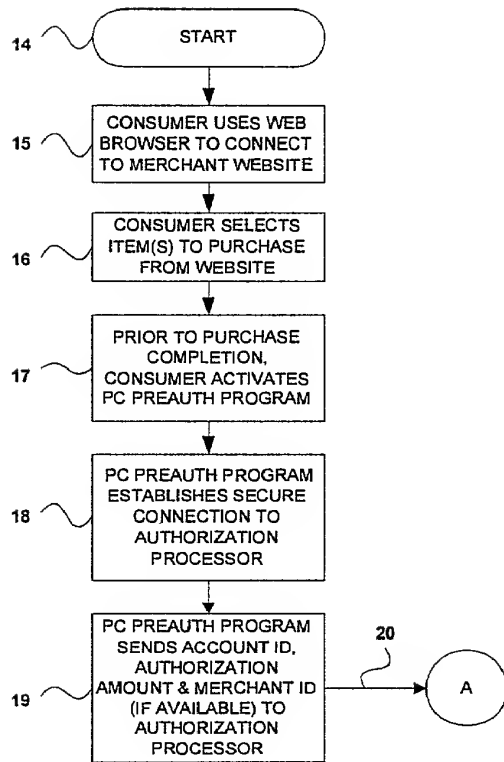 14
START
15
CONSUMER USES WEB
BROWSER TO CONNECT
TO MERCHANT WEBSITE
16
CONSUMER SELECTS
ITEM(S) TO PURCHASE
FROM WEBSITE
17
PRIOR TO PURCHASE
COMPLETION,
CONSUMER ACTIVATES
PC PREAUTH PROGRAM
18
PC PREAUTH PROGRAM
ESTABLISHES SECURE
CONNECTION TO
AUTHORIZATION
PROCESSOR
19
PC PREAUTH PROGRAM
SENDS ACCOUNT ID,
AUTHORIZATION
AMOUNT & MERCHANT ID
(IF AVAILABLE) TO
AUTHORIZATION
PROCESSOR
20
A